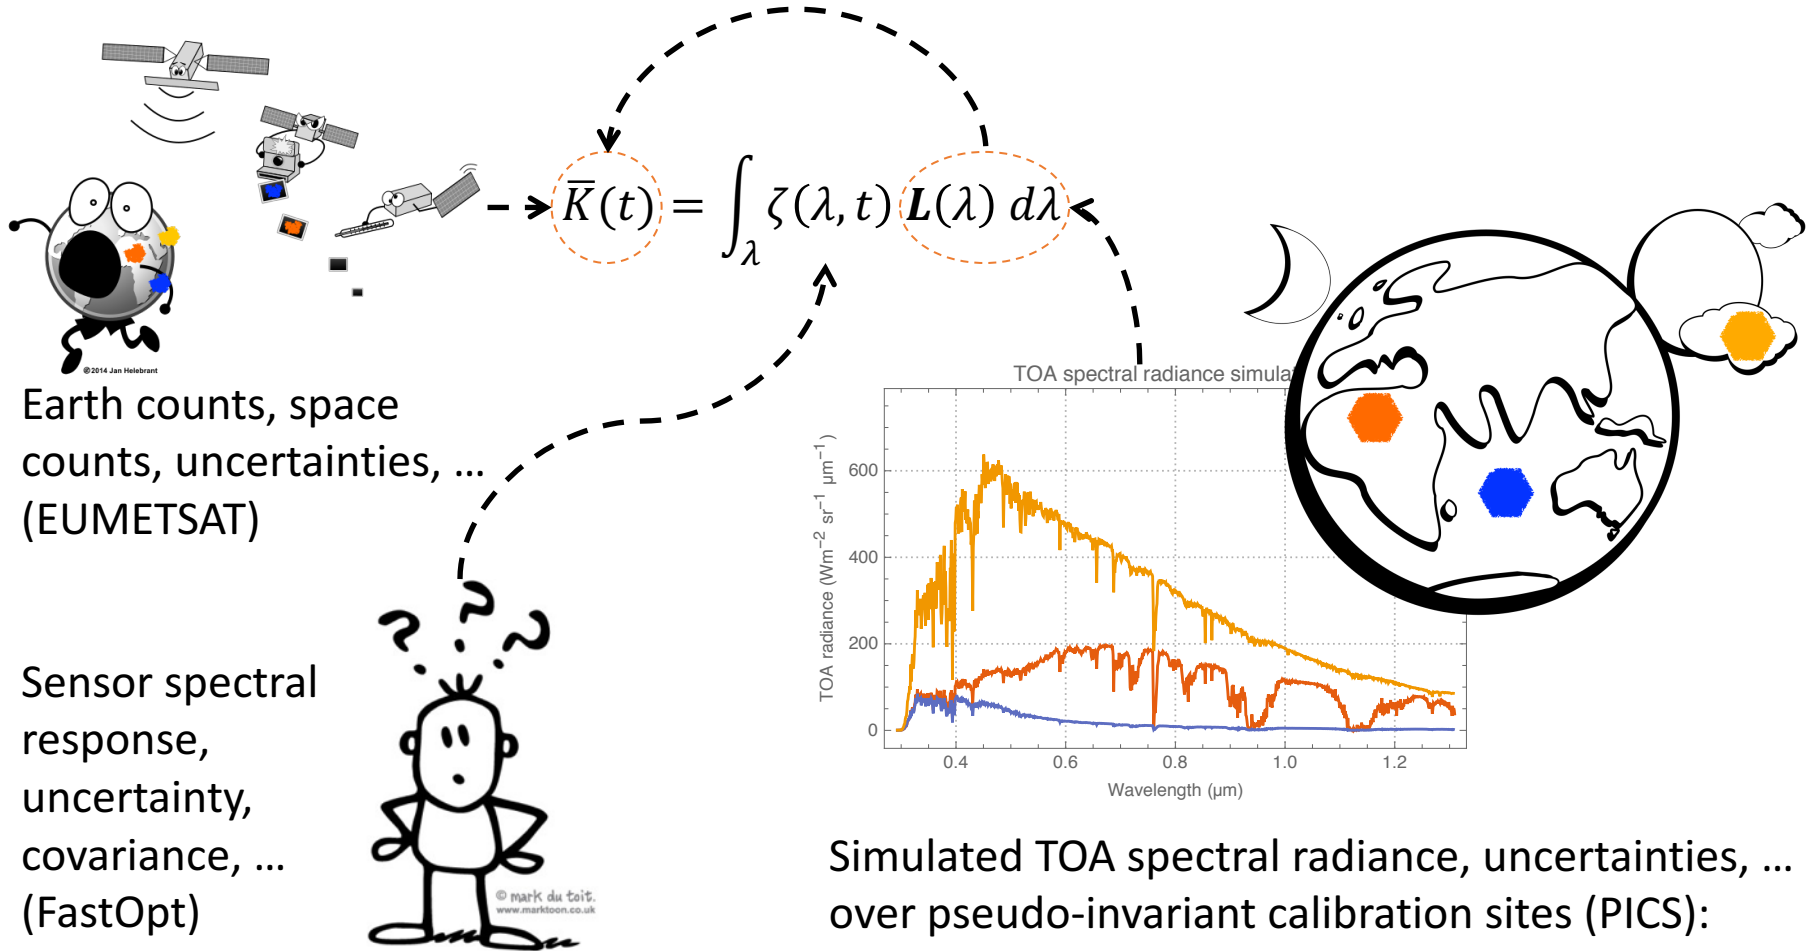 K̅(t) = ∫λ ζ(λ, t) L(λ) dλ
©2014 Jan Helebrant
Earth counts, space
counts, uncertainties, …
(EUMETSAT)
TOA spectral radiance simulat
TOA radiance (Wm−2 sr−1 μm−1)
600
400
200
0
0.4 0.6 0.8 1.0 1.2
Wavelength (μm)
Sensor spectral
response,
uncertainty,
covariance, …
(FastOpt)
? ? ?
© mark du toit.
www.marktoon.co.uk
Simulated TOA spectral radiance, uncertainties, …
over pseudo-invariant calibration sites (PICS):